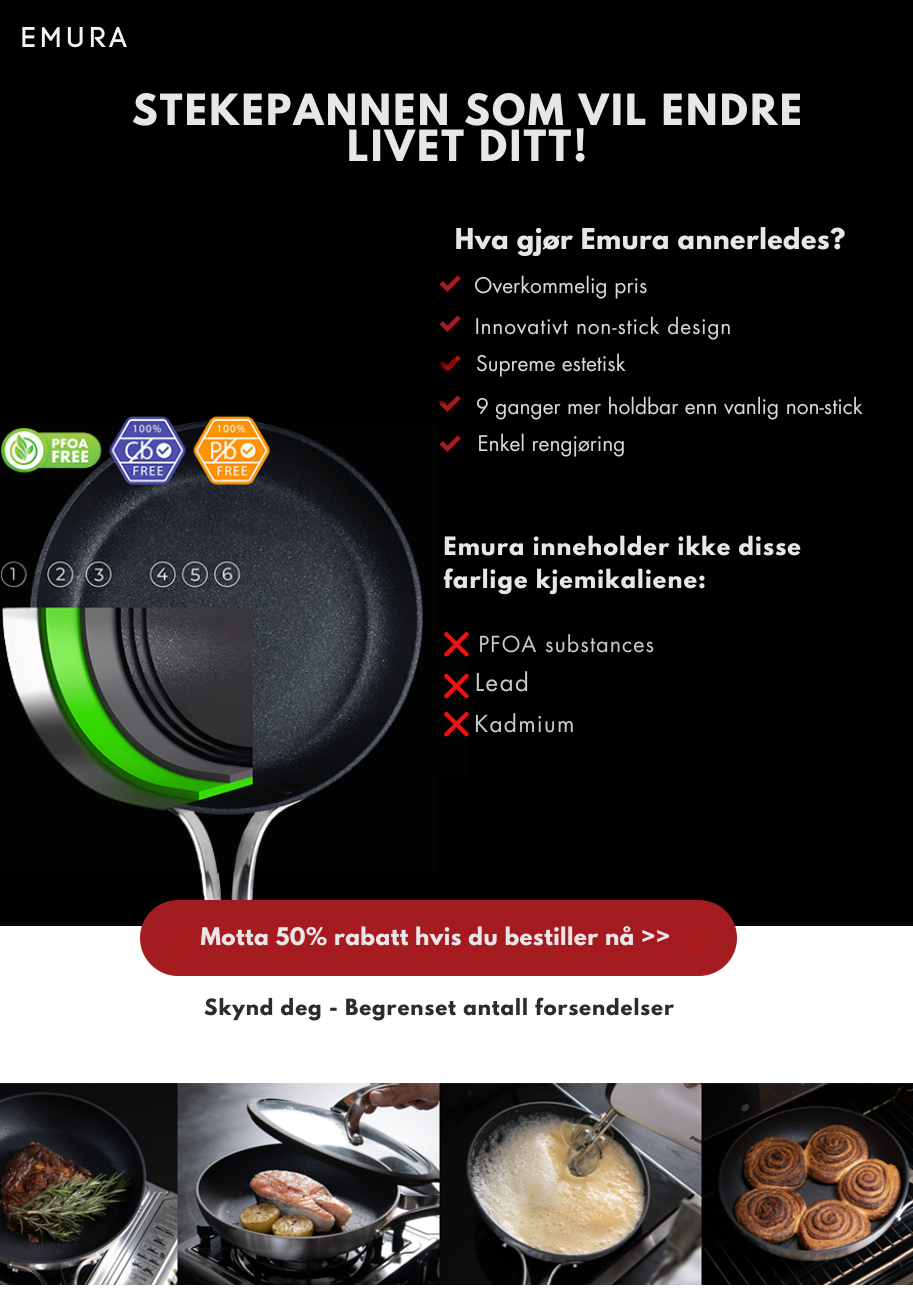 EMURA
STEKEPANNEN SOM VIL ENDRE
LIVET DITT!
Hva gjør Emura annerledes?
Overkommelig pris
Innovativt non-stick design
Supreme estetisk
9 ganger mer holdbar enn vanlig non-stick
Enkel rengjøring
PFOA
FREE
100%
Cb
FREE
100%
Pb
FREE
1 2 3 4 5 6
Emura inneholder ikke disse
farlige kjemikaliene:
PFOA substances
Lead
Kadmium
Motta 50% rabatt hvis du bestiller nå >>
Skynd deg - Begrenset antall forsendelser